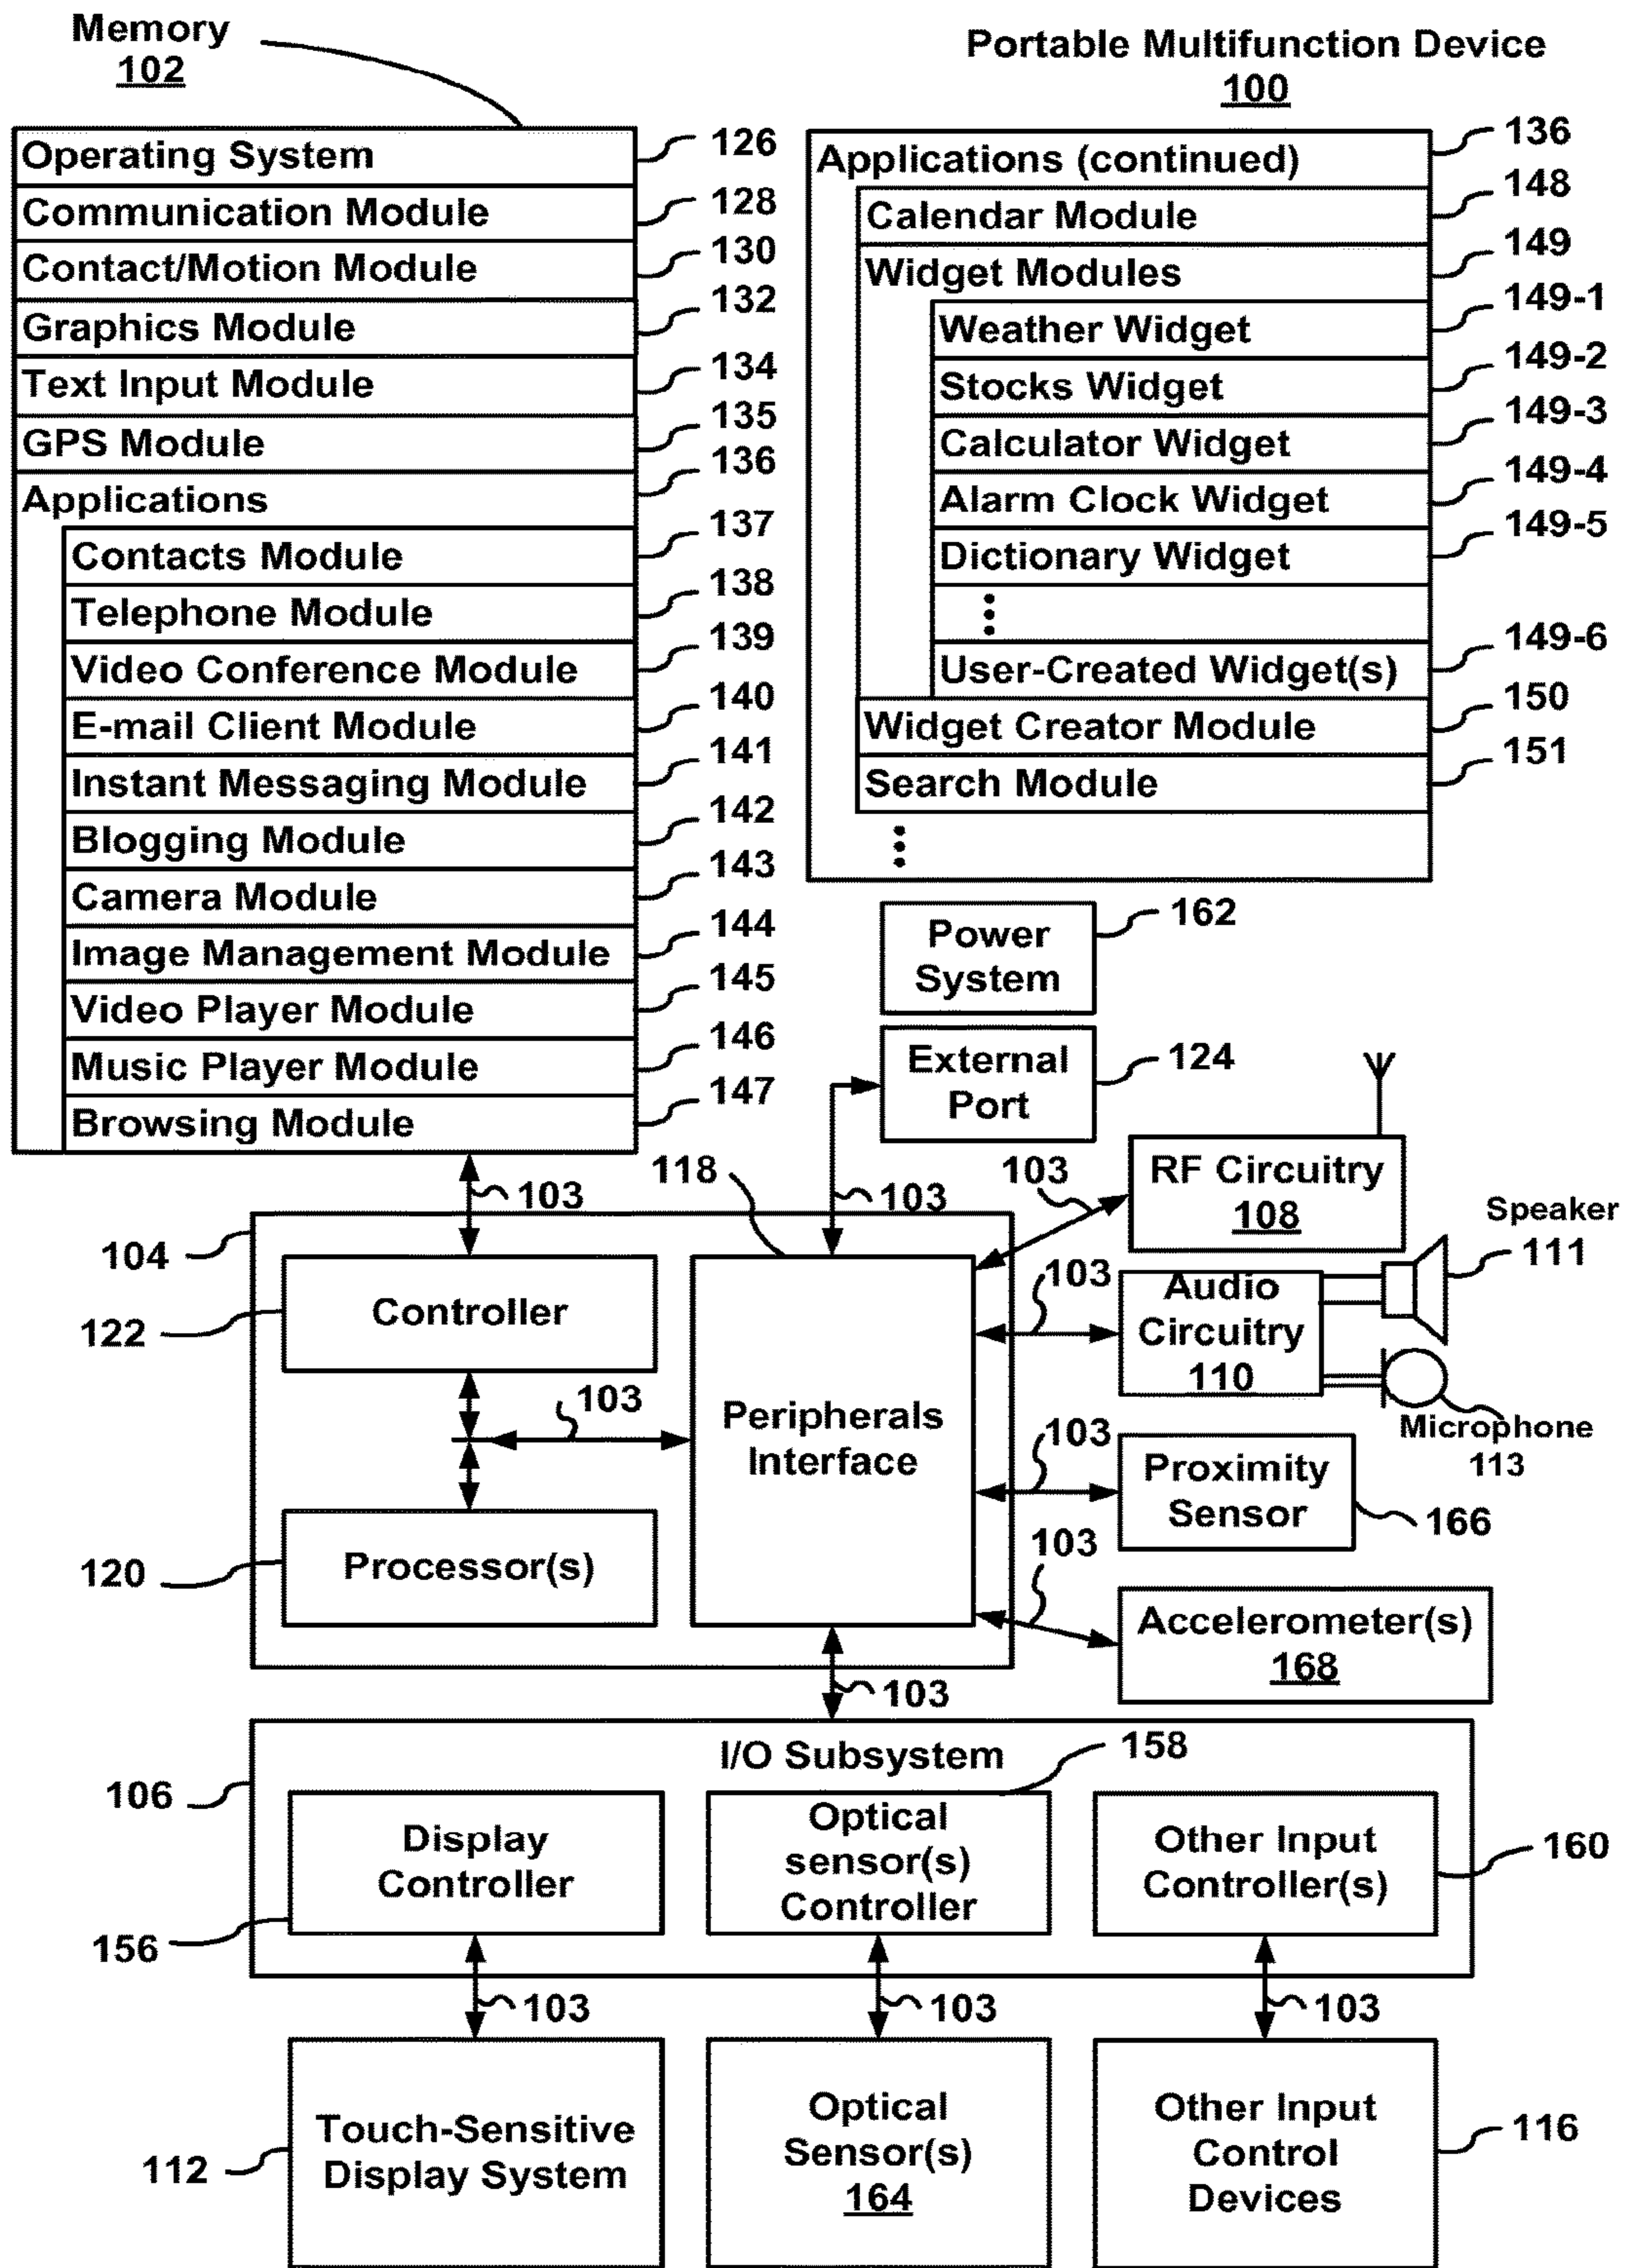 Memory
102
Portable Multifunction Device
100
Operating System
126
Communication Module
128
Contact/Motion Module
130
Graphics Module
132
Text Input Module
134
GPS Module
135
Applications
136
Contacts Module
137
Telephone Module
138
Video Conference Module
139
E-mail Client Module
140
Instant Messaging Module
141
Blogging Module
142
Camera Module
143
Image Management Module
144
Video Player Module
145
Music Player Module
146
Browsing Module
147
Applications (continued)
136
Calendar Module
148
Widget Modules
149
Weather Widget
149-1
Stocks Widget
149-2
Calculator Widget
149-3
Alarm Clock Widget
149-4
Dictionary Widget
149-5
User-Created Widget(s)
149-6
Widget Creator Module
150
Search Module
151
Power
System
162
External
Port
124
103
118
103
103
RF Circuitry
108
Speaker
111
104
Controller
122
103
Audio
Circuitry
110
103
Peripherals
Interface
Microphone
113
103
Proximity
Sensor
166
Processor(s)
120
103
Accelerometer(s)
168
103
I/O Subsystem
158
106
Display
Controller
156
Optical
sensor(s)
Controller
Other Input
Controller(s)
160
103
103
103
Touch-Sensitive
Display System
112
Optical
Sensor(s)
164
Other Input
Control
Devices
116